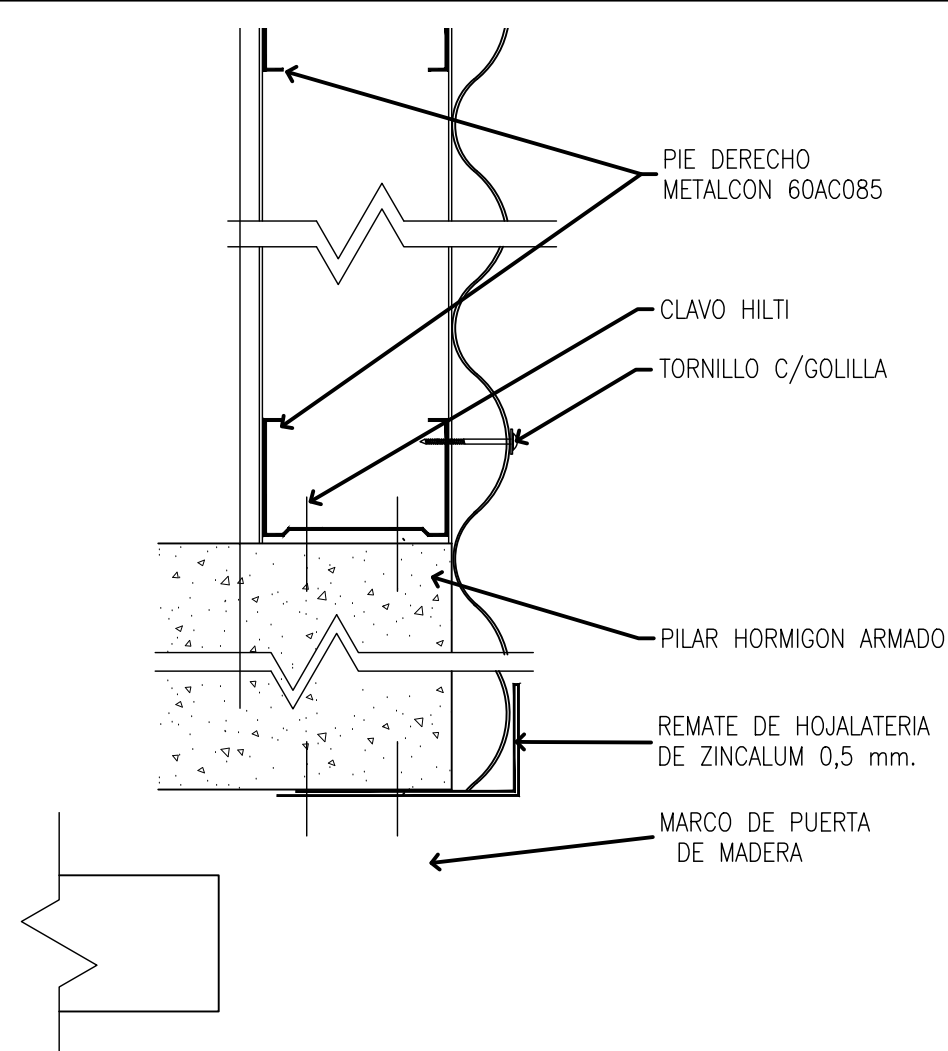 PIE DERECHO
METALCON 60AC085
CLAVO HILTI
TORNILLO C/GOLILLA
PILAR HORMIGON ARMADO
REMATE DE HOJALATERIA
DE ZINCALUM 0,5 mm.
MARCO DE PUERTA
DE MADERA